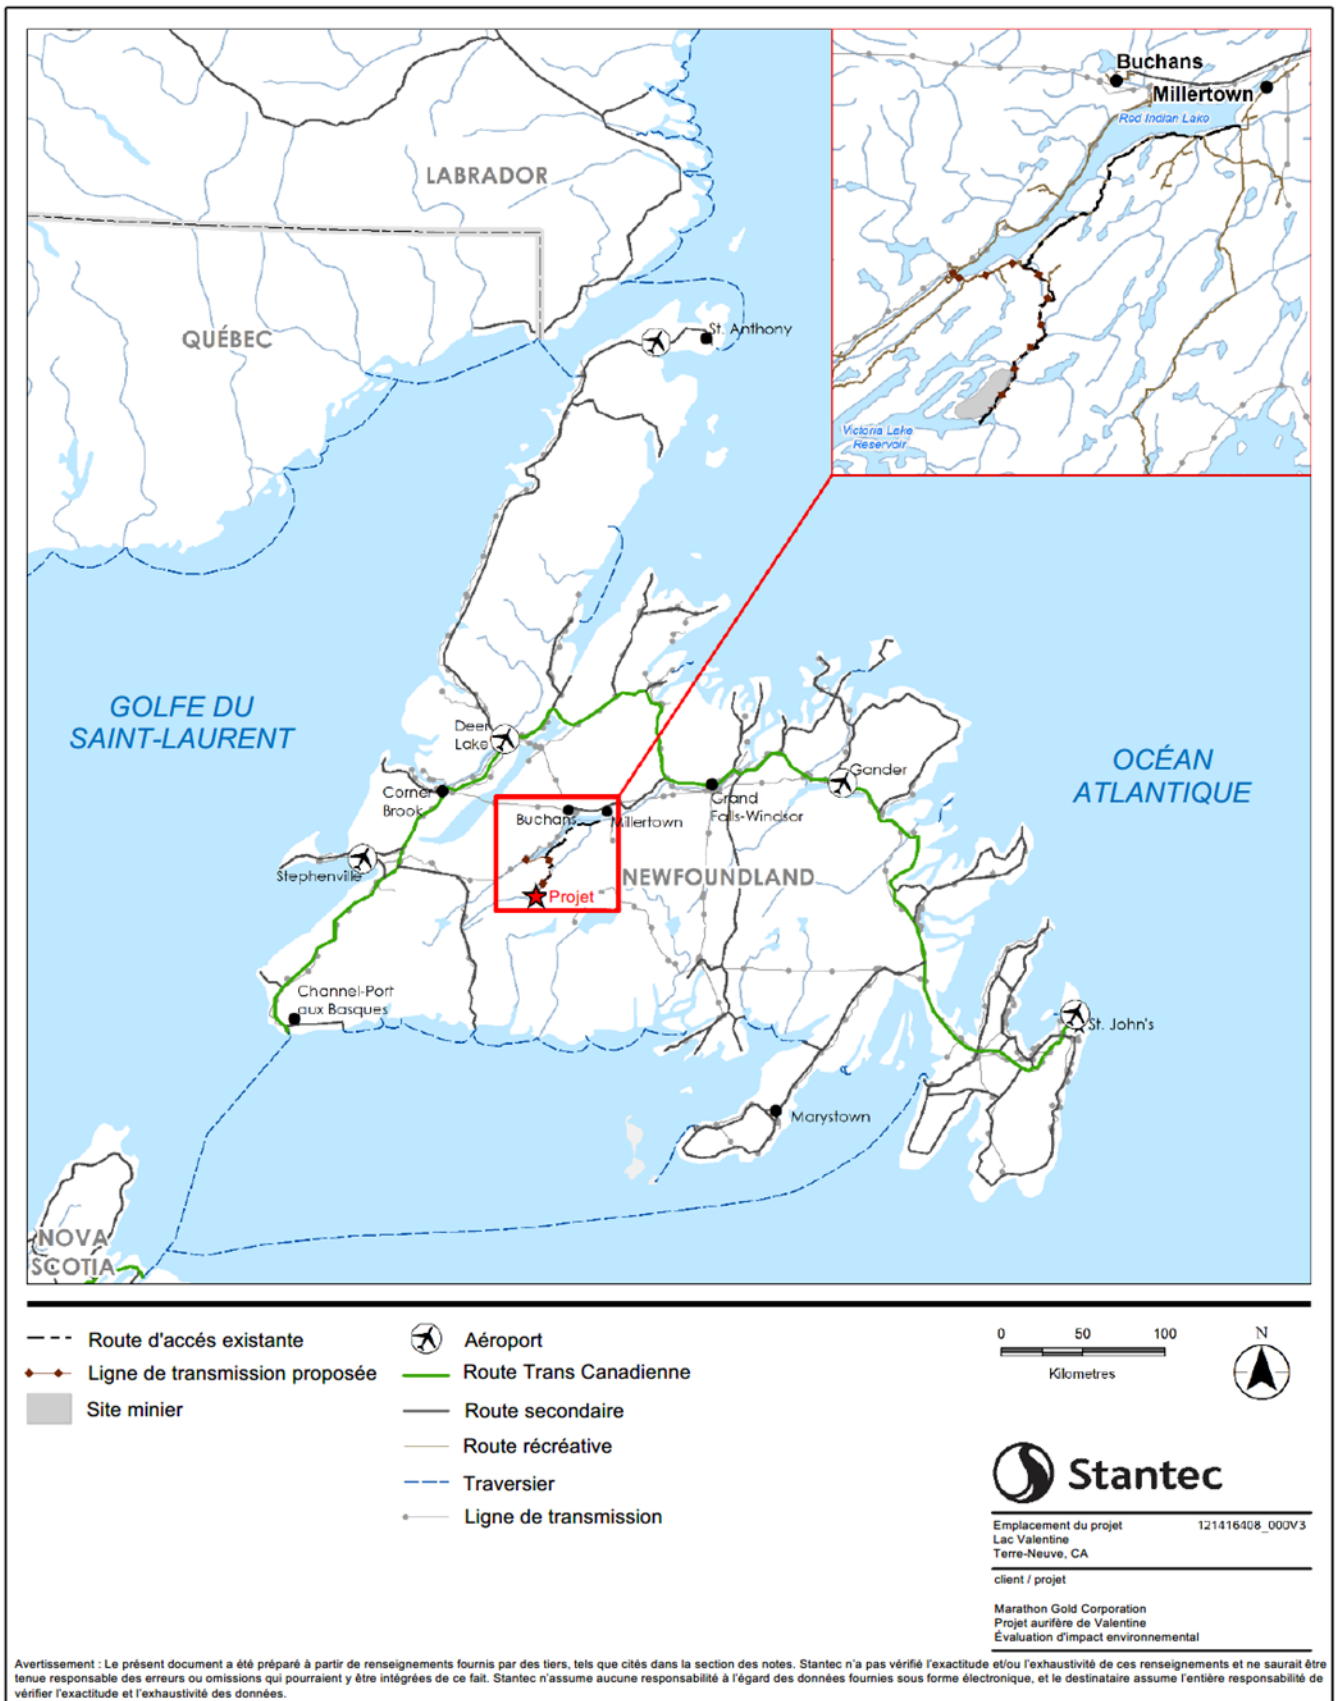 Buchans
Millertown
Red Indian Lake
Victoria Lake
Reservoir
LABRADOR
QUÉBEC
St. Anthony
GOLFE DU
SAINT-LAURENT
OCÉAN
ATLANTIQUE
Deer
Lake
Gander
Corner
Brook
Grand
Falls-Windsor
Buchans
Millertown
Stephenville
NEWFOUNDLAND
Projet
Channel-Port
aux Basques
St. John's
Marystown
NOVA
SCOTIA
Route d'accés existante
Ligne de transmission proposée
Site minier
Aéroport
Route Trans Canadienne
Route secondaire
Route récréative
Traversier
Ligne de transmission
0 50 100
Kilometres
N
Stantec
Emplacement du projet 121416408_000V3
Lac Valentine
Terre-Neuve, CA
client / projet
Marathon Gold Corporation
Projet aurifère de Valentine
Évaluation d'impact environnemental
Avertissement : Le présent document a été préparé à partir de renseignements fournis par des tiers, tels que cités dans la section des notes. Stantec n'a pas vérifié l'exactitude et/ou l'exhaustivité de ces renseignements et ne saurait être
tenue responsable des erreurs ou omissions qui pourraient y être intégrées de ce fait. Stantec n'assume aucune responsabilité à l'égard des données fournies sous forme électronique, et le destinataire assume l'entière responsabilité de
vérifier l'exactitude et l'exhaustivité des données.